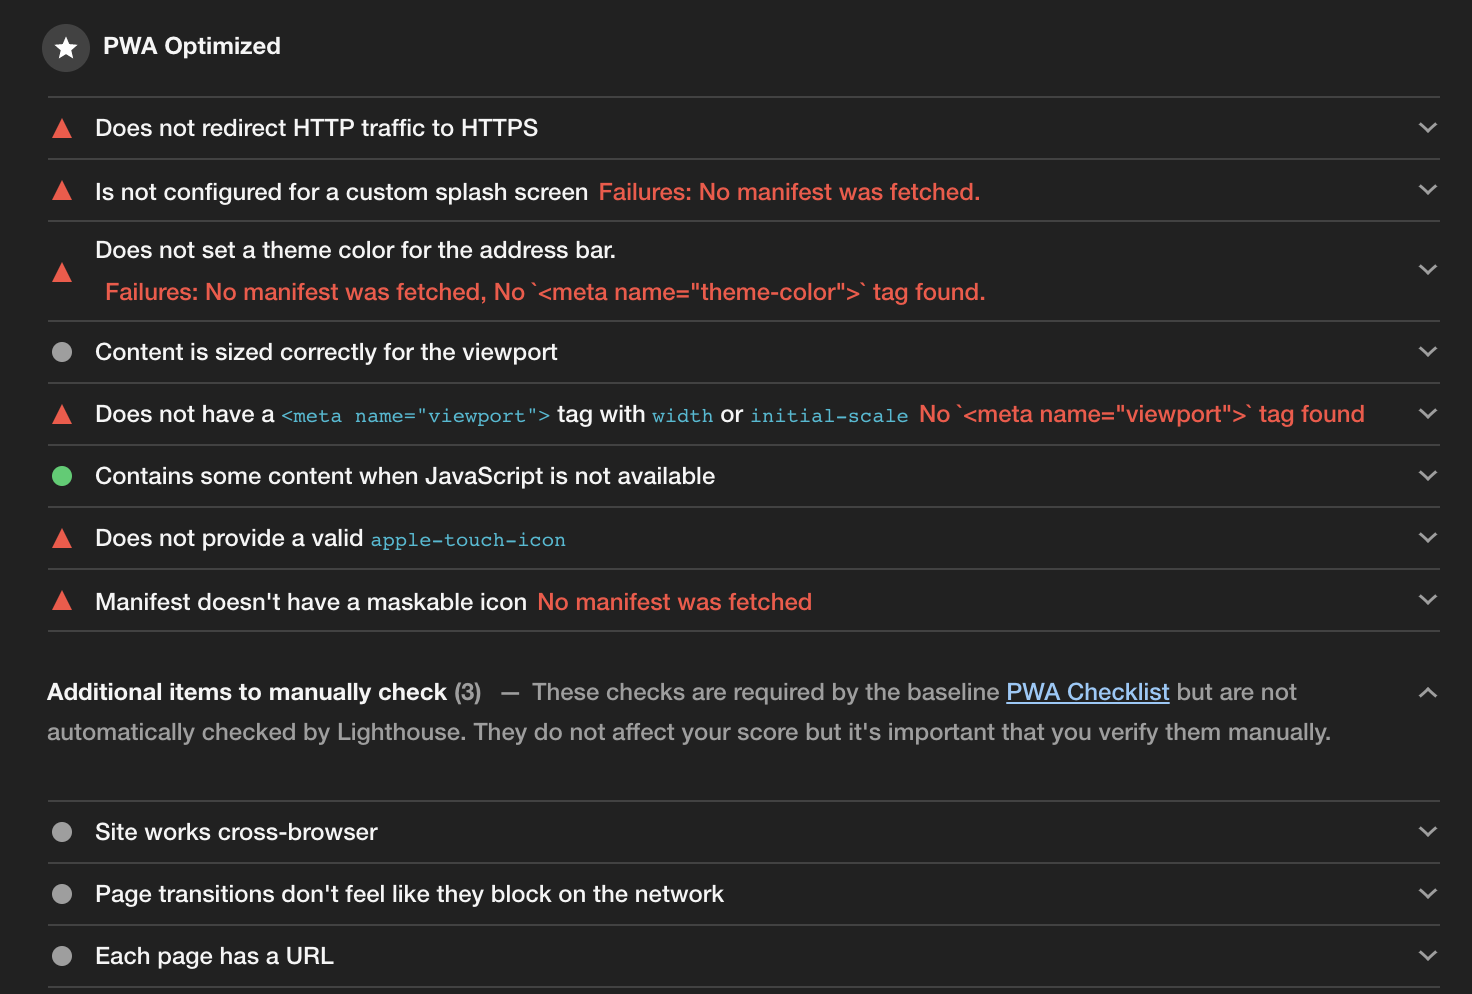 PWA Optimized
Does not redirect HTTP traffic to HTTPS
Is not configured for a custom splash screen Failures: No manifest was fetched.
Does not set a theme color for the address bar.
Failures: No manifest was fetched, No `<meta name="theme-color">` tag found.
Content is sized correctly for the viewport
Does not have a <meta name="viewport"> tag with width or initial-scale No `<meta name="viewport">` tag found
Contains some content when JavaScript is not available
Does not provide a valid apple-touch-icon
Manifest doesn't have a maskable icon No manifest was fetched
Additional items to manually check (3) — These checks are required by the baseline PWA Checklist but are not
automatically checked by Lighthouse. They do not affect your score but it's important that you verify them manually.
Site works cross-browser
Page transitions don't feel like they block on the network
Each page has a URL